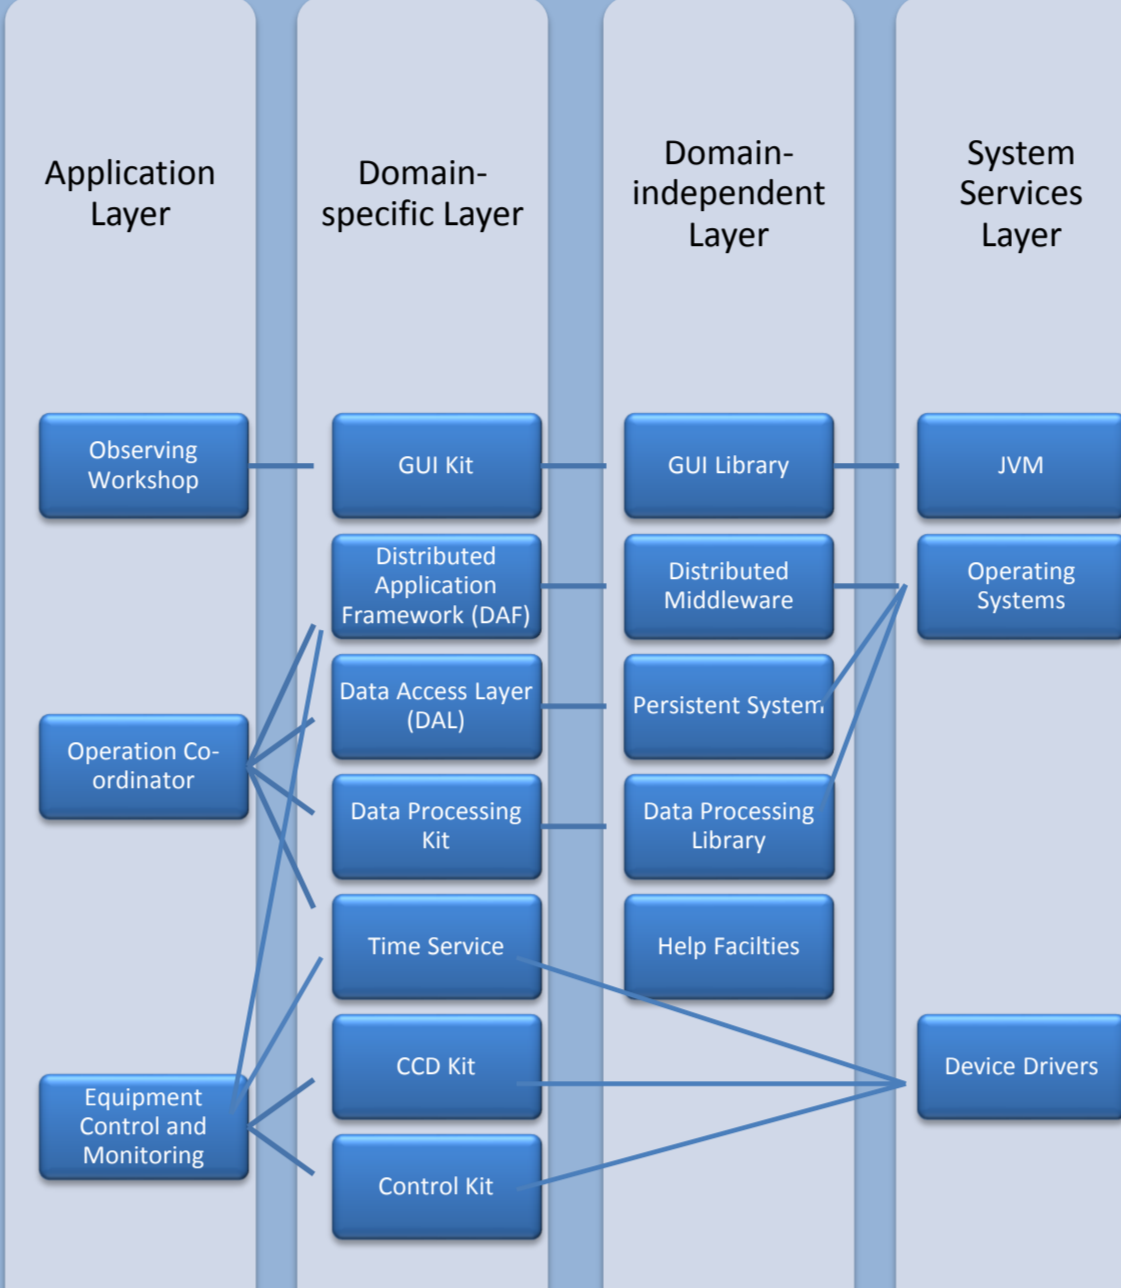 Application
Layer
Domain-
specific Layer
Domain-
independent
Layer
System
Services
Layer
Observing
Workshop
GUI Kit
GUI Library
JVM
Distributed
Application
Framework (DAF)
Distributed
Middleware
Operating
Systems
Data Access Layer
(DAL)
Persistent System
Operation Co-
ordinator
Data Processing
Kit
Data Processing
Library
Time Service
Help Facilties
CCD Kit
Device Drivers
Equipment
Control and
Monitoring
Control Kit